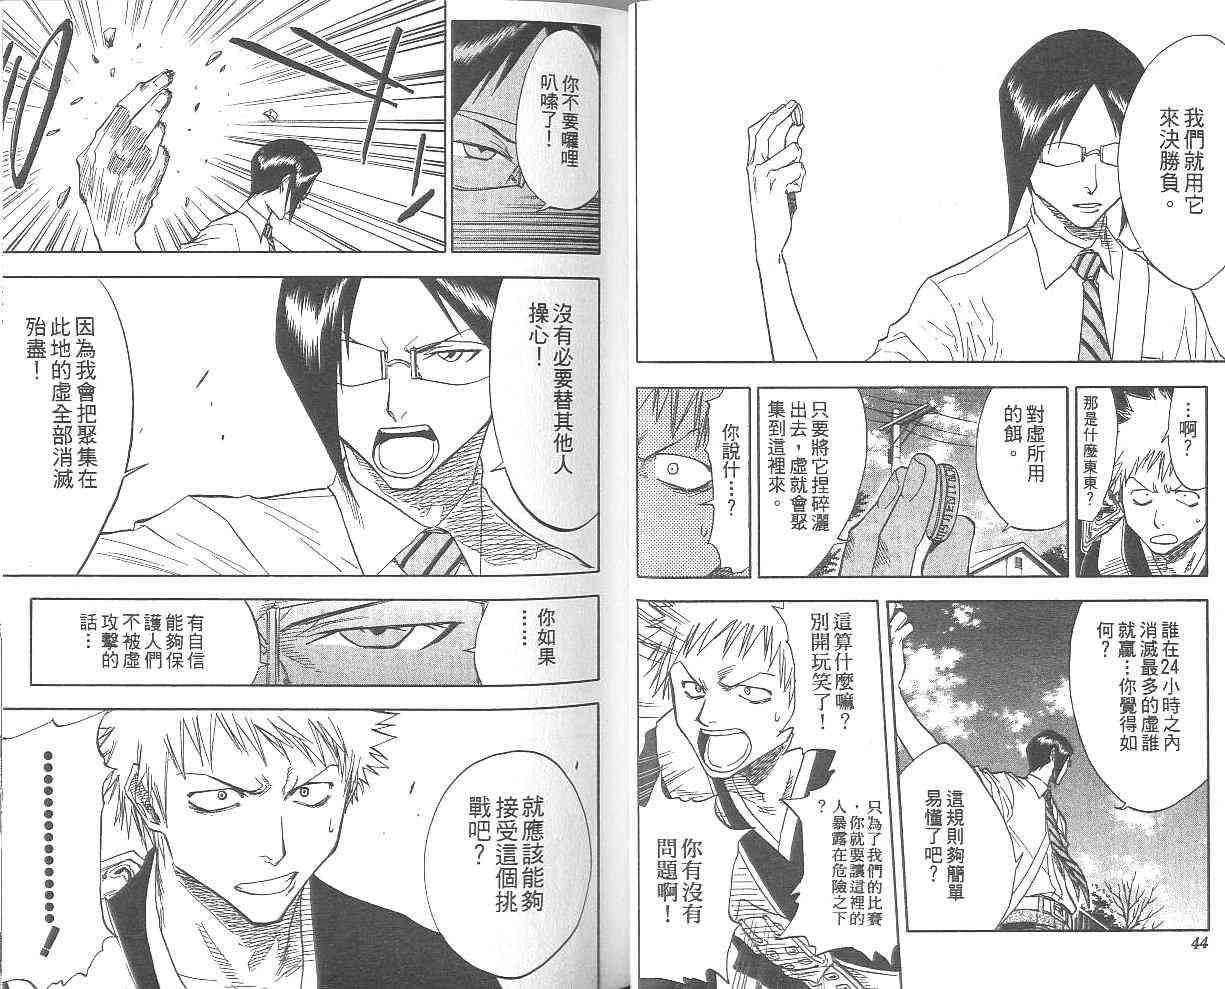 我們就用它
來決勝負。
…啊?
那是什麼東東?
對虛所用
的餌。
只要將它捏碎灑
出去,虛就會聚
集到這裡來。
你說什…?
誰在24小時之內
消滅最多的虛誰
就贏…你覺得如
何?
這規則夠簡單
易懂了吧?
這算什麼嘛?
別開玩笑了!
只為了我們的比賽
,你就要讓這裡的
人暴露在危險之下
?
你有沒有
問題啊!
44
你不要囉哩
叭嗦了!
沒有必要替其他人
操心!
因為我會把聚集在
此地的虛全部消滅
殆盡!
你如果
……
有自信
能夠保
護人們
不被虛
攻擊的
話…
就應該能夠
接受這個挑
戰吧?
………………!